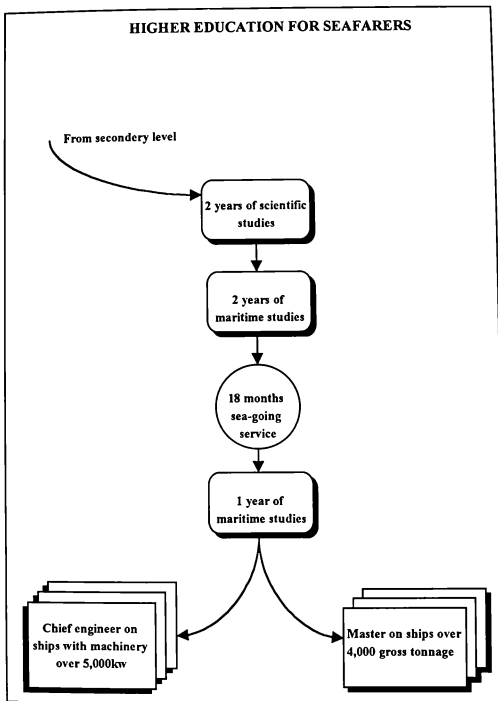 HIGHER EDUCATION FOR SEAFARERS
From secondery level
2 years of scientific
studies
2 years of
maritime studies
18 months
sea-going
service
1 year of
maritime studies
Chief engineer on
ships with machinery
over 5,000kw
Master on ships over
4,000 gross tonnage